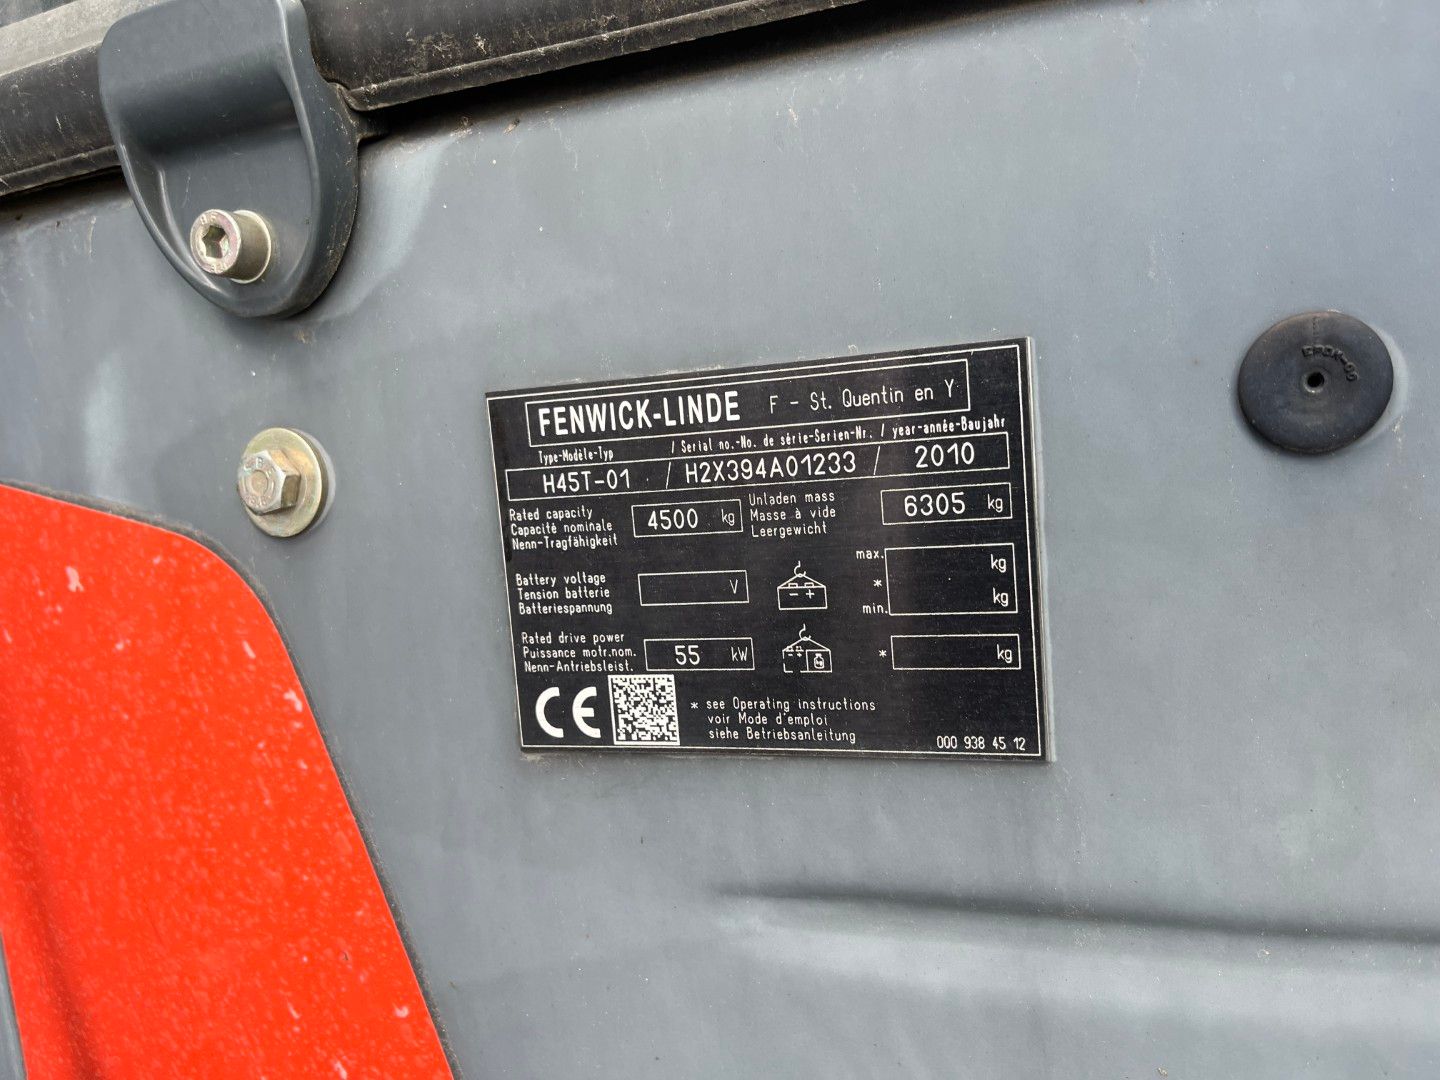 FENWICK-LINDE F - St. Quentin en Y
Type-Modèle-Typ / Serial no.-No. de série-Serien-Nr. / year-année-Baujahr
H45T-01 / H2X394A01233 / 2010
Rated capacity
Capacité nominale
Nenn-Tragfähigkeit
4500 kg
Unladen mass
Masse à vide
Leergewicht
6305 kg
Battery voltage
Tension batterie
Batteriespannung
V
max. kg
*
min. kg
Rated drive power
Puissance motr.nom.
Nenn-Antriebsleist.
55 kW
* kg
CE
* see Operating instructions
voir Mode d'emploi
siehe Betriebsanleitung
000 938 45 12